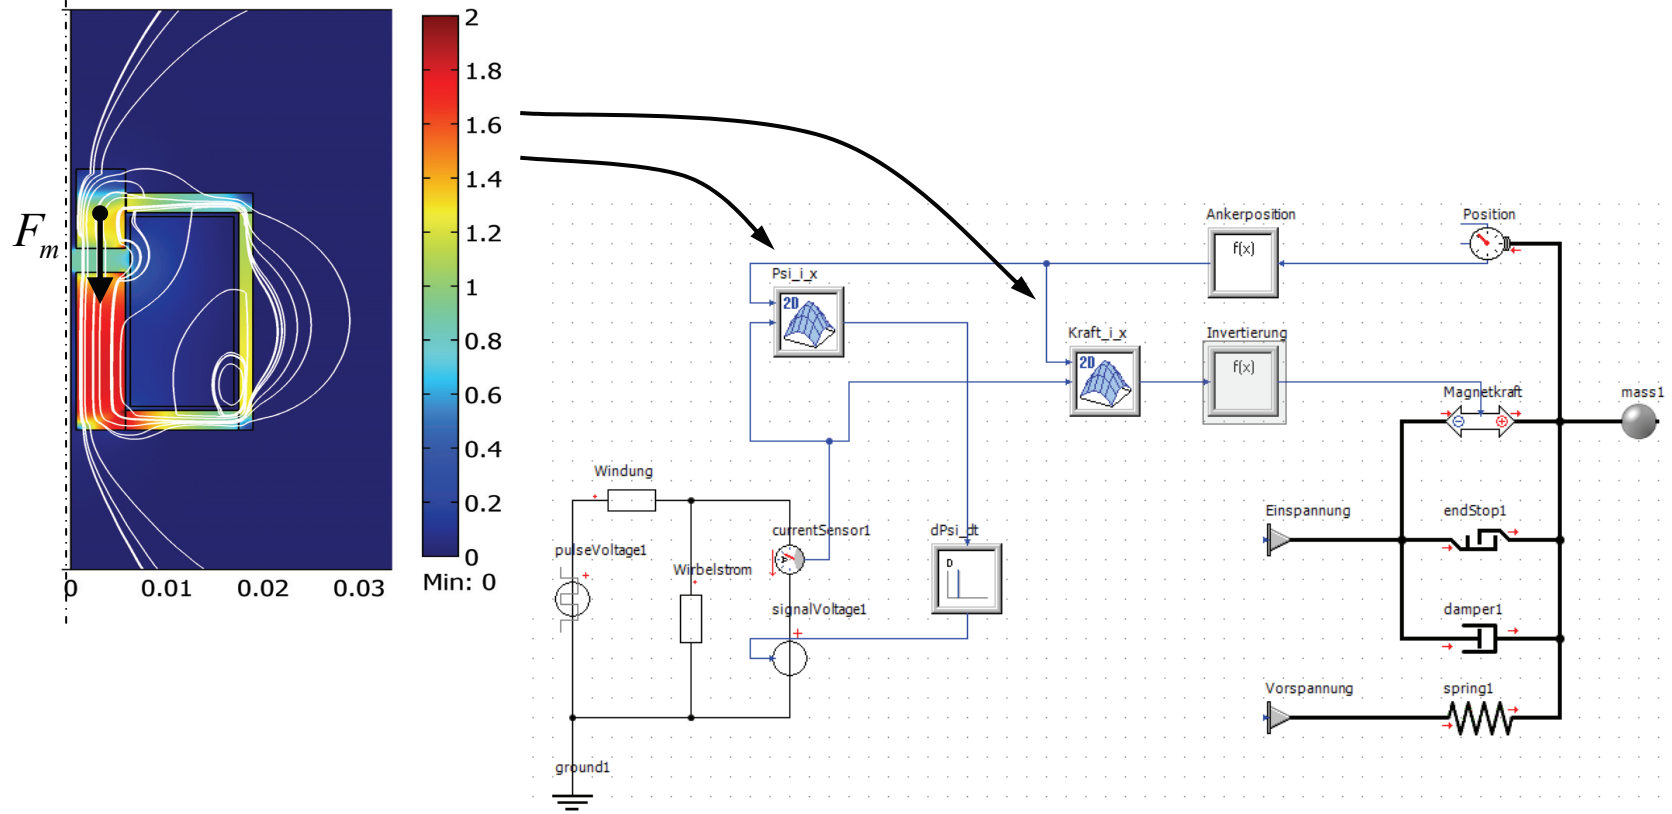 2
1.8
1.6
1.4
1.2
1
0.8
0.6
0.4
0.2
0
Min: 0
0
0.01
0.02
0.03
Fm
Ankerposition
f(x)
Position
Psi_i_x
2D
Kraft_i_x
2D
Invertierung
f(x)
Magnetkraft
mass1
Windung
currentSensor1
A
dPsi_dt
D
pulseVoltage1
Wirbelstrom
signalVoltage1
Einspannung
endStop1
damper1
Vorspannung
spring1
ground1